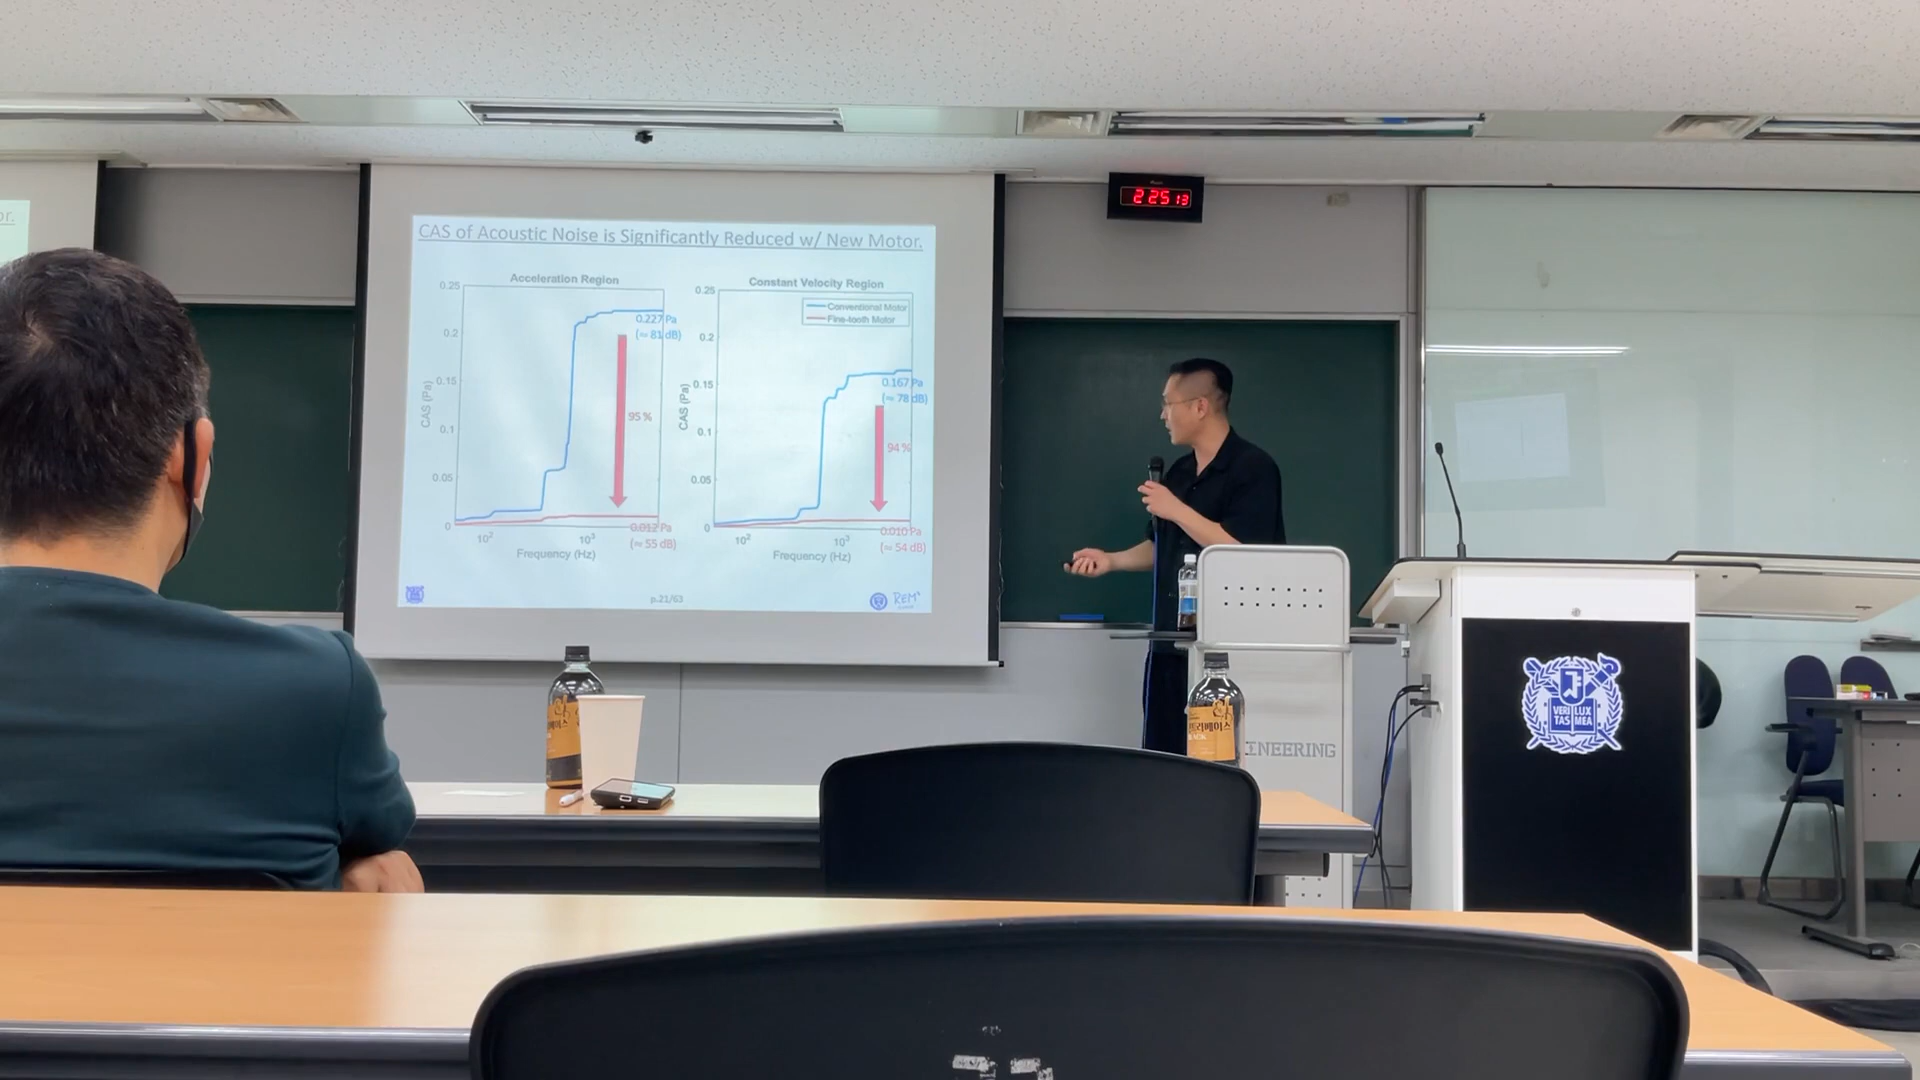 or.
CAS of Acoustic Noise is Significantly Reduced w/ New Motor.
Acceleration Region
0.25
0.2
0.15
0.1
0.05
0
CAS (Pa)
10²
10³
Frequency (Hz)
0.227 Pa
(≈ 81 dB)
95 %
0.012 Pa
(≈ 55 dB)
Constant Velocity Region
Conventional Motor
Fine-tooth Motor
0.25
0.2
0.15
0.1
0.05
0
CAS (Pa)
10²
10³
Frequency (Hz)
0.167 Pa
(≈ 78 dB)
94 %
0.010 Pa
(≈ 54 dB)
p.21/63
2 25 13
VERI LUX
TAS MEA